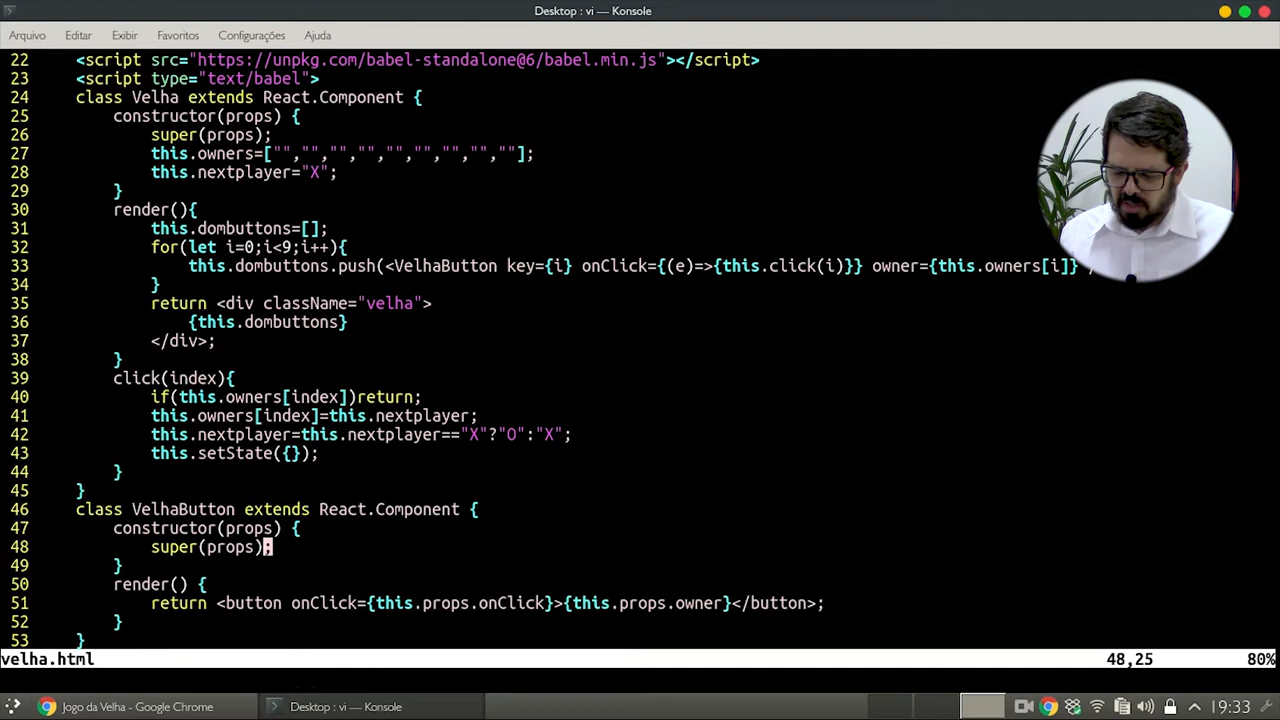 Desktop : vi — Konsole
Arquivo Editar Exibir Favoritos Configurações Ajuda
22 <script src="https://unpkg.com/babel-standalone@6/babel.min.js"></script>
23 <script type="text/babel">
24 class Velha extends React.Component {
25 constructor(props) {
26 super(props);
27 this.owners=["","","","","","","","",""];
28 this.nextplayer="X";
29 }
30 render(){
31 this.dombuttons=[];
32 for(let i=0;i<9;i++){
33 this.dombuttons.push(<VelhaButton key={i} onClick={(e)=>{this.click(i)}} owner={this.owners[i]} /
34 }
35 return <div className="velha">
36 {this.dombuttons}
37 </div>;
38 }
39 click(index){
40 if(this.owners[index])return;
41 this.owners[index]=this.nextplayer;
42 this.nextplayer=this.nextplayer=="X"?"O":"X";
43 this.setState({});
44 }
45 }
46 class VelhaButton extends React.Component {
47 constructor(props) {
48 super(props);
49 }
50 render() {
51 return <button onClick={this.props.onClick}>{this.props.owner}</button>;
52 }
53 }
velha.html 48,25 80%
Jogo da Velha - Google Chrome Desktop : vi — Konsole 19:33